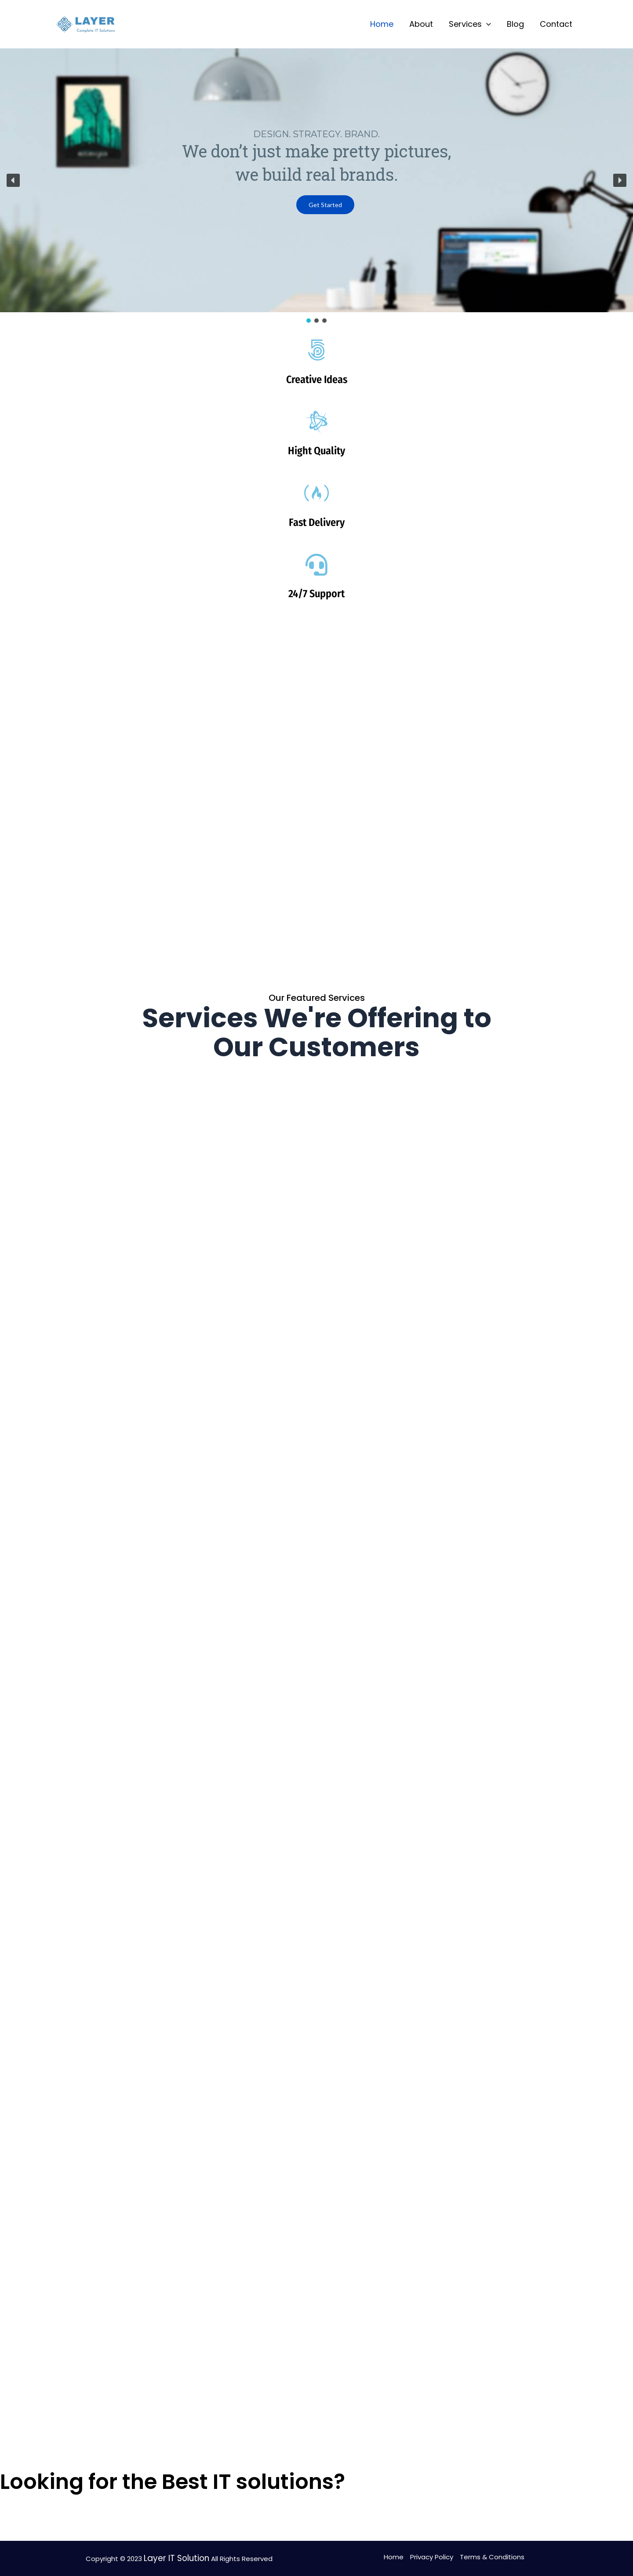 LAYER
Complete IT Solutions
Home
About
Services
Blog
Contact
DESIGN. STRATEGY. BRAND.
We don’t just make pretty pictures,
we build real brands.
Get Started
Creative Ideas
Hight Quality
Fast Delivery
24/7 Support
Our Featured Services
Services We're Offering to
Our Customers
Looking for the Best IT solutions?
Copyright © 2023 Layer IT Solution All Rights Reserved
Home
Privacy Policy
Terms & Conditions